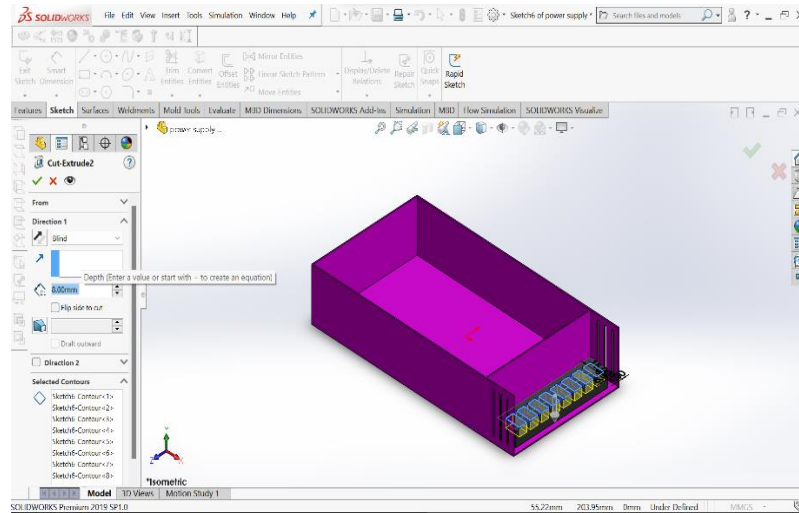 SOLIDWORKS File Edit View Insert Tools Simulation Window Help Sketch6 of power supply * Search files and models
Exit Sketch
Smart Dimension
Trim Entities
Convert Entities
Offset Entities
Mirror Entities
Linear Sketch Pattern
Move Entities
Display/Delete Relations
Repair Sketch
Quick Snaps
Rapid Sketch
Features Sketch Surfaces Weldments Mold Tools Evaluate MBD Dimensions SOLIDWORKS Add-Ins Simulation MBD Flow Simulation SOLIDWORKS Visualize
power supply ...
Cut-Extrude2
From
Direction 1
Blind
Depth (Enter a value or start with = to create an equation)
8.00mm
Flip side to cut
Draft outward
Direction 2
Selected Contours
Sketch6-Contour<1>
Sketch6-Contour<2>
Sketch6-Contour<3>
Sketch6-Contour<4>
Sketch6-Contour<5>
Sketch6-Contour<6>
Sketch6-Contour<7>
Sketch6-Contour<8>
*Isometric
Model 3D Views Motion Study 1
SOLIDWORKS Premium 2019 SP1.0 55.22mm 203.95mm 0mm Under Defined MMGS